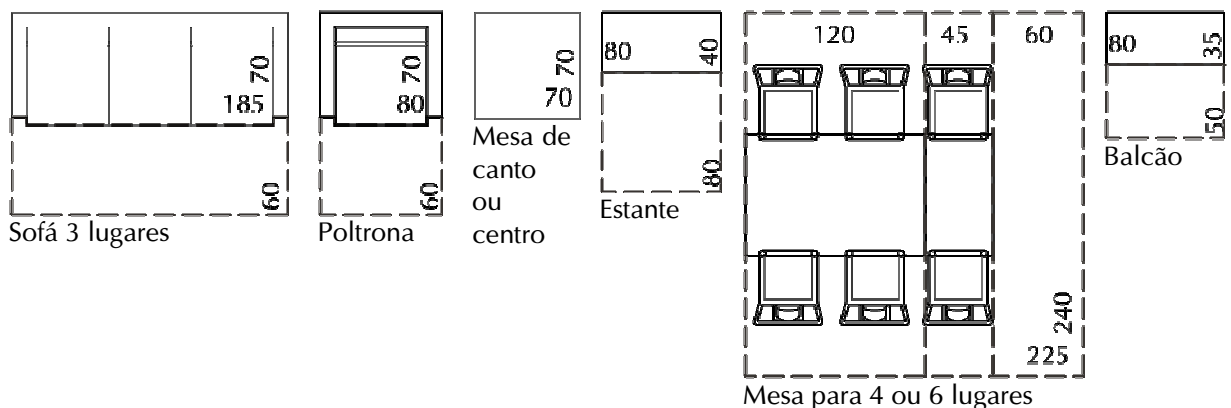 70
185
60
Sofá 3 lugares
70
80
60
Poltrona
70
70
Mesa de
canto
ou
centro
80 40
80
Estante
120 45 60
240
225
Mesa para 4 ou 6 lugares
80 35
50
Balcão